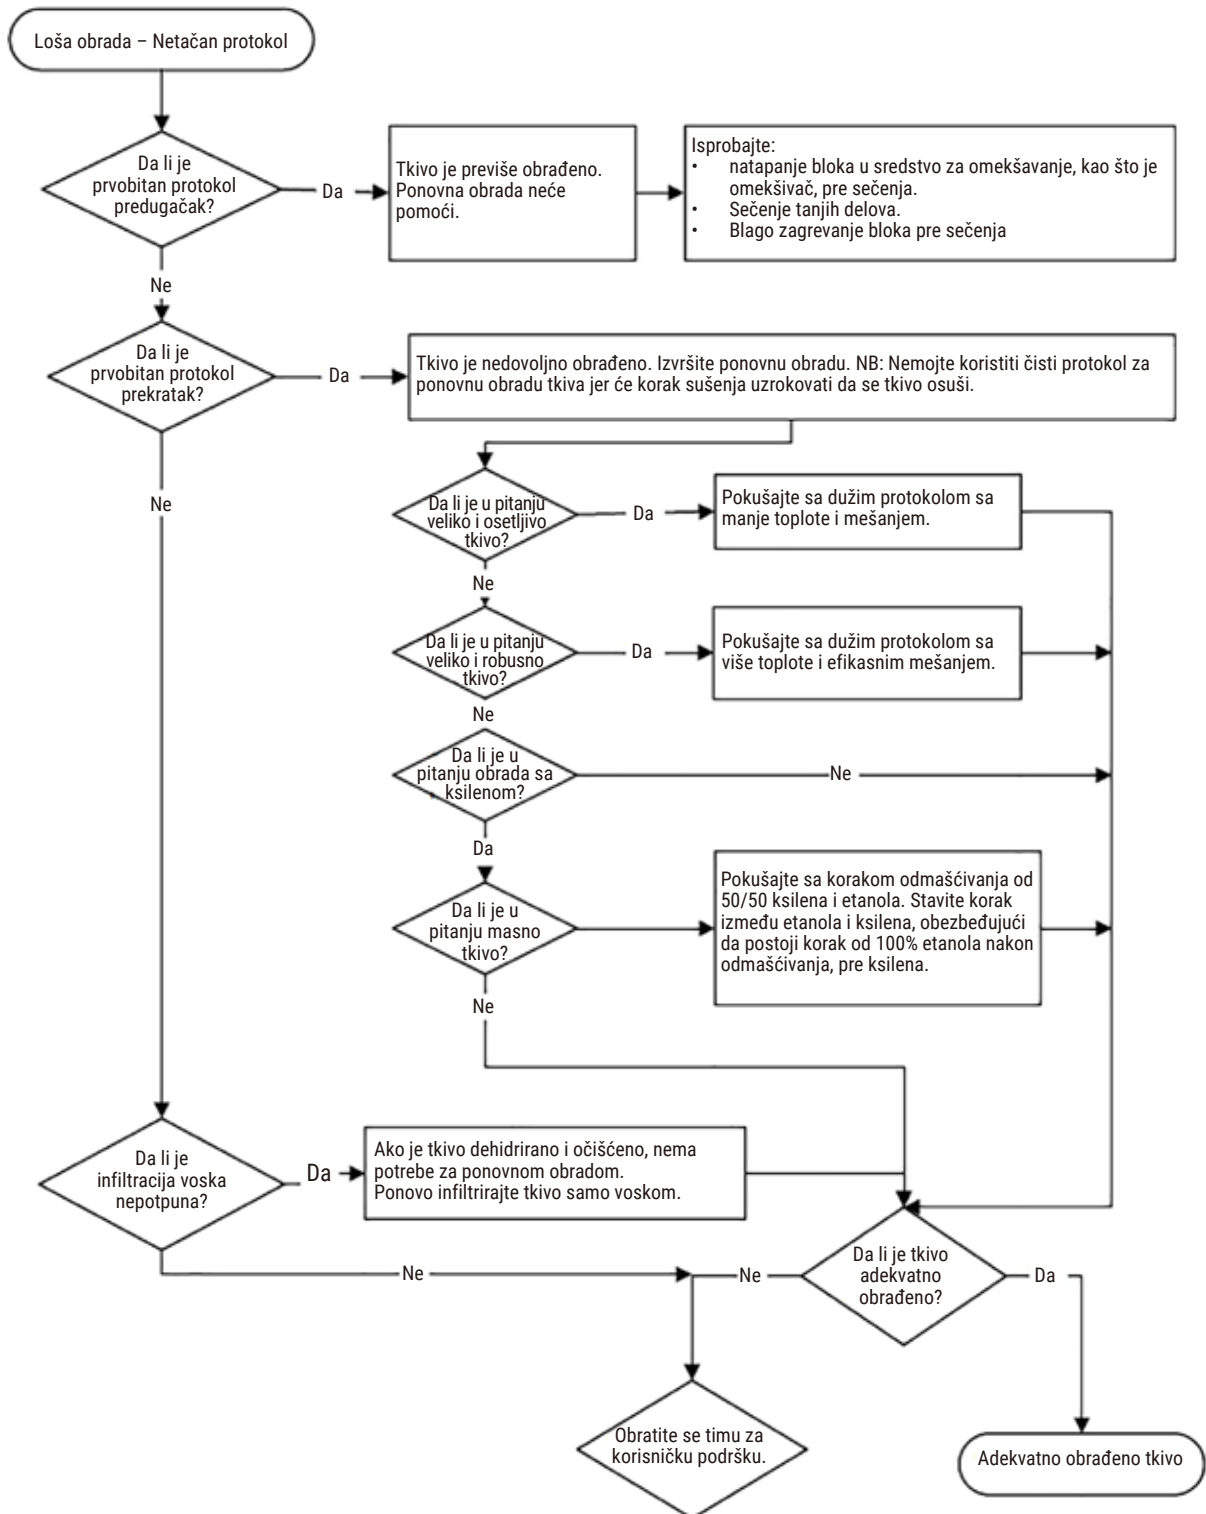 Loša obrada – Netačan protokol
Da li je
prvobitan protokol
predugačak?
Da
Tkivo je previše obrađeno.
Ponovna obrada neće
pomoći.
Isprobajte:
• natapanje bloka u sredstvo za omekšavanje, kao što je
omekšivač, pre sečenja.
• Sečenje tanjih delova.
• Blago zagrevanje bloka pre sečenja
Ne
Da li je
prvobitan protokol
prekratak?
Da
Tkivo je nedovoljno obrađeno. Izvršite ponovnu obradu. NB: Nemojte koristiti čisti protokol za
ponovnu obradu tkiva jer će korak sušenja uzrokovati da se tkivo osuši.
Ne
Da li je u pitanju
veliko i osetljivo
tkivo?
Da
Pokušajte sa dužim protokolom sa
manje toplote i mešanjem.
Ne
Da li je u pitanju
veliko i robusno
tkivo?
Da
Pokušajte sa dužim protokolom sa
više toplote i efikasnim mešanjem.
Ne
Da li je u
pitanju obrada sa
ksilenom?
Ne
Da
Da li je u
pitanju masno
tkivo?
Pokušajte sa korakom odmašćivanja od
50/50 ksilena i etanola. Stavite korak
između etanola i ksilena, obezbeđujući
da postoji korak od 100% etanola nakon
odmašćivanja, pre ksilena.
Ne
Da li je
infiltracija voska
nepotpuna?
Da
Ako je tkivo dehidrirano i očišćeno, nema
potrebe za ponovnom obradom.
Ponovo infiltrirajte tkivo samo voskom.
Ne
Ne
Da li je tkivo
adekvatno
obrađeno?
Da
Obratite se timu za
korisničku podršku.
Adekvatno obrađeno tkivo